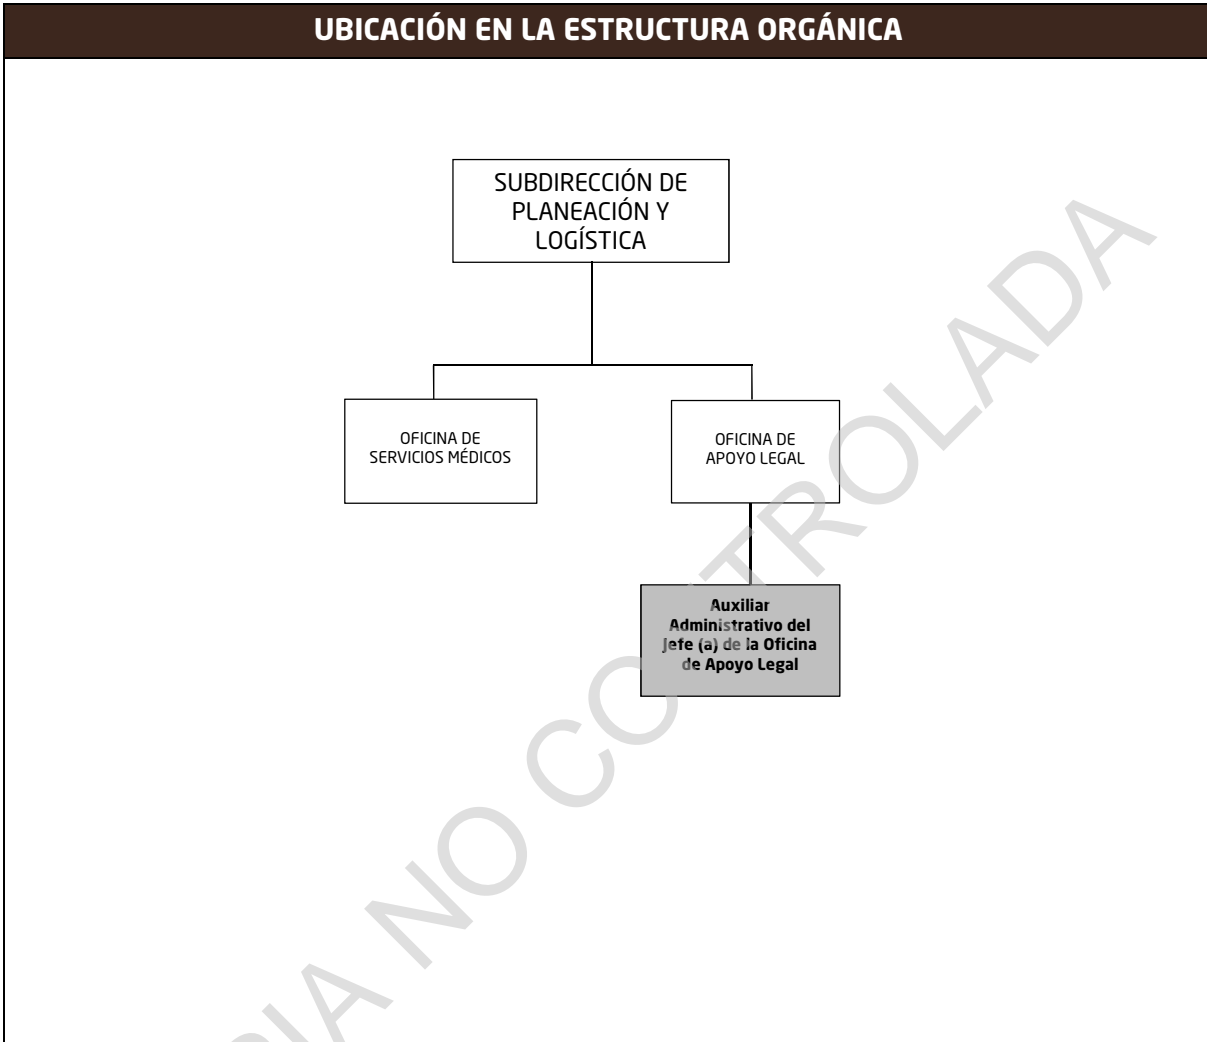 UBICACIÓN EN LA ESTRUCTURA ORGÁNICA
SUBDIRECCIÓN DE
PLANEACIÓN Y
LOGÍSTICA
OFICINA DE
SERVICIOS MÉDICOS
OFICINA DE
APOYO LEGAL
Auxiliar
Administrativo del
Jefe (a) de la Oficina
de Apoyo Legal
NO CONTROLADA